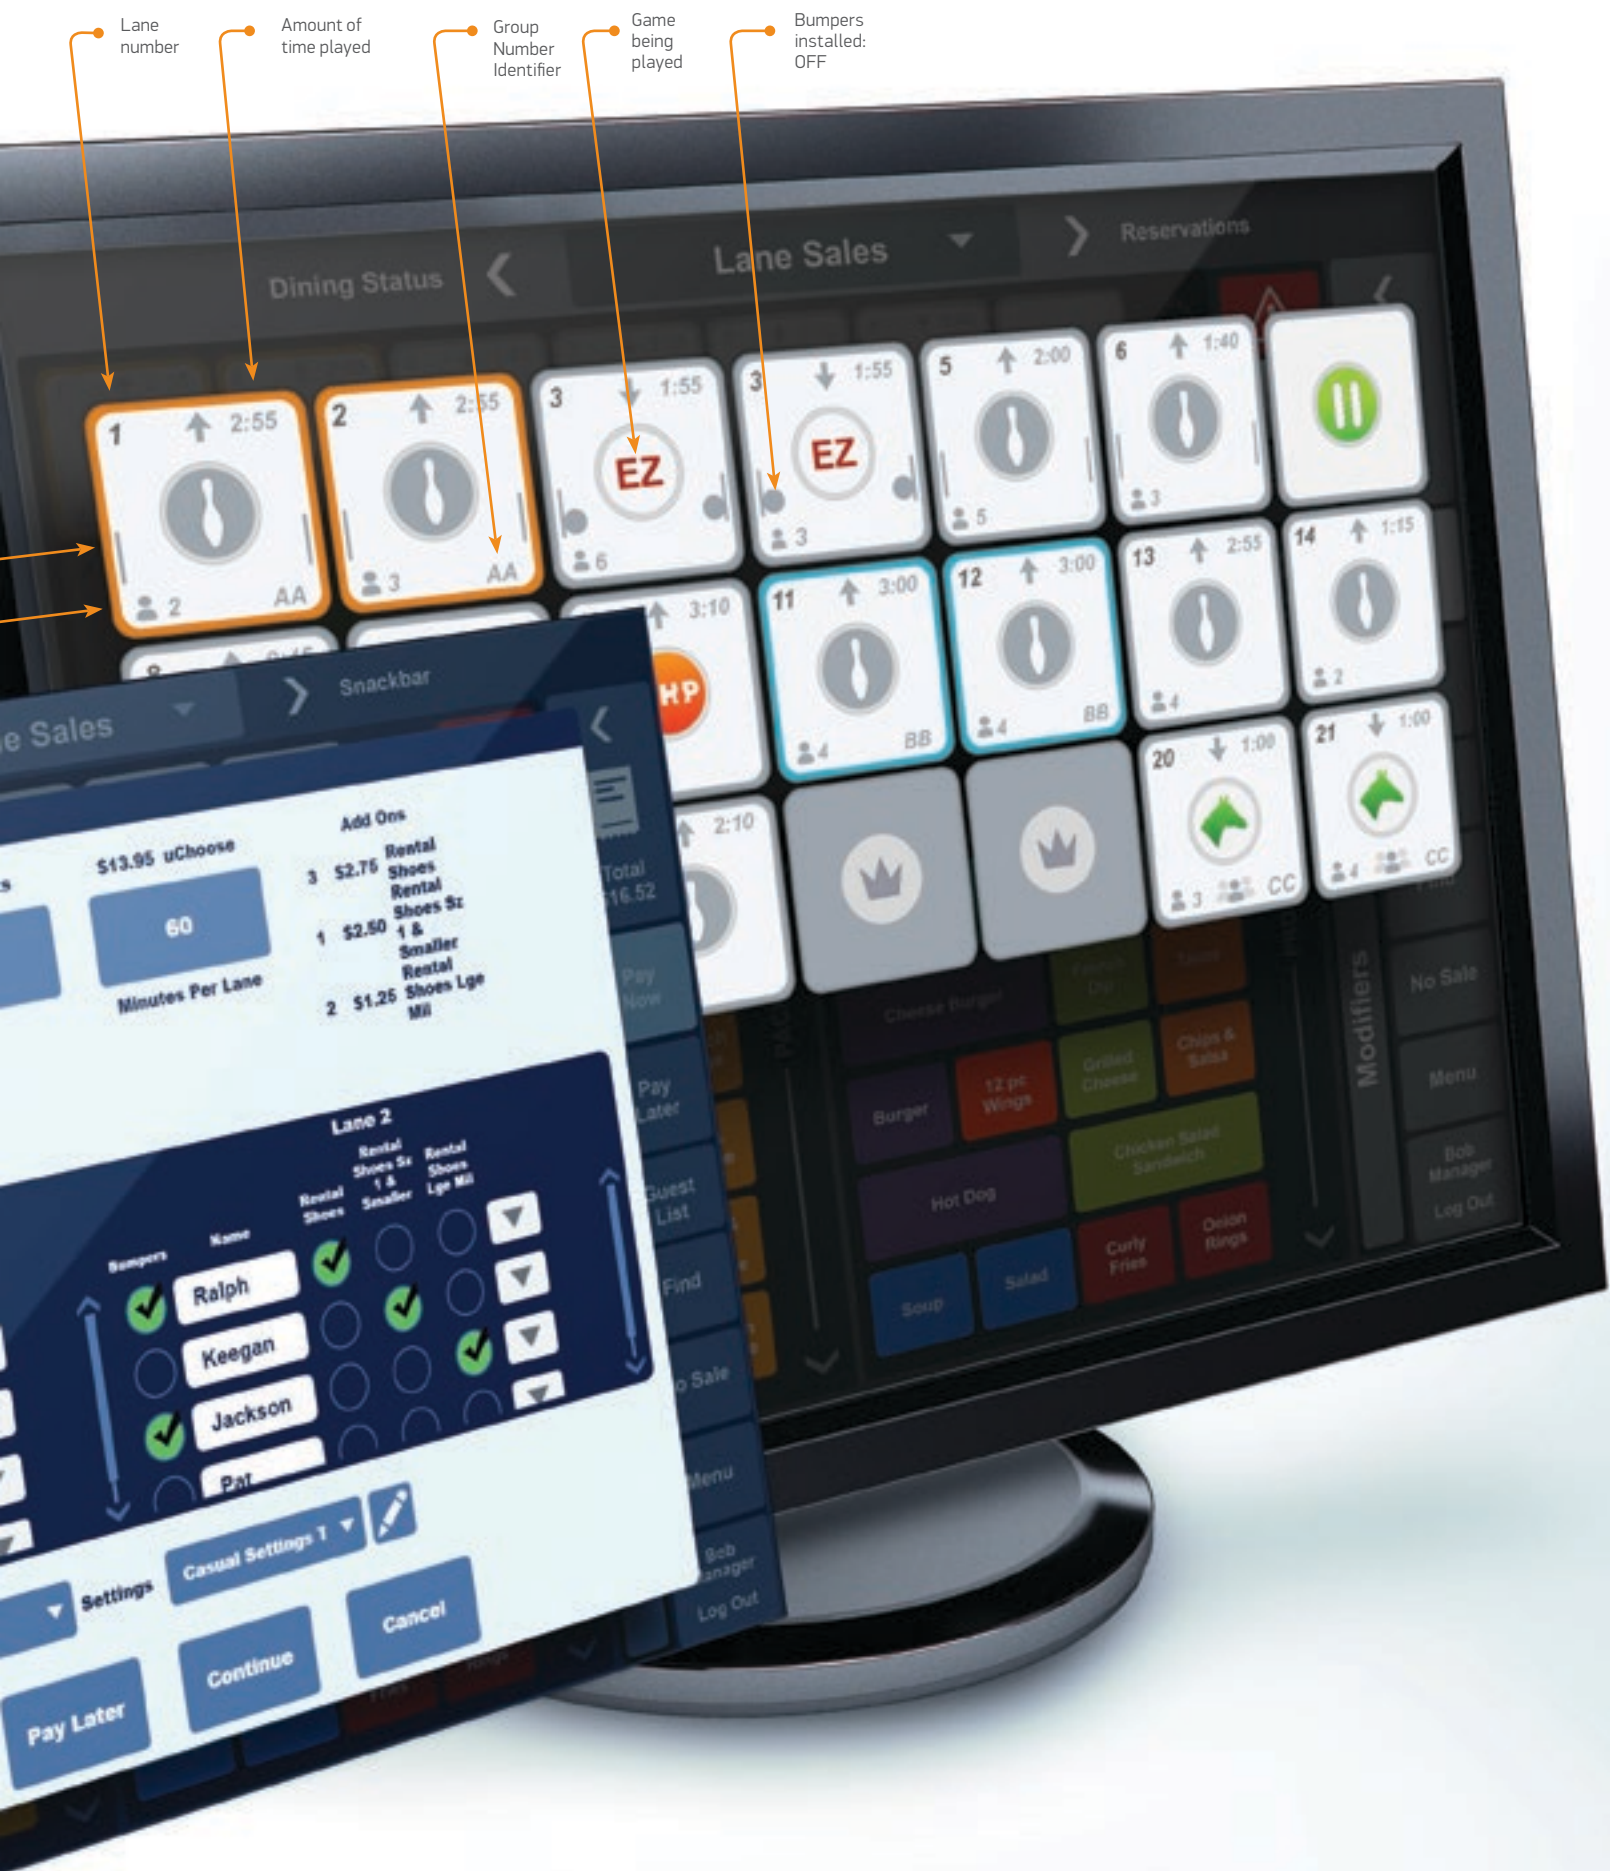 Lane
number
Amount of
time played
Group
Number
Identifier
Game
being
played
Bumpers
installed:
OFF
Dining Status
Lane Sales
Reservations
1
2:55
2
AA
2
2:55
3
AA
3
1:55
EZ
6
3
1:55
EZ
3
5
2:00
5
6
1:40
3
8
3:10
HP
11
3:00
4
BB
12
3:00
4
BB
13
2:55
4
14
1:15
2
2:10
20
1:00
3
CC
21
1:00
4
CC
Cheese Burger
Burger
12 pc
Wings
Grilled
Cheese
Chips &
Salsa
Hot Dog
Chicken Salad
Sandwich
Soup
Salad
Curly
Fries
Onion
Rings
Modifiers
No Sale
Menu
Bob
Manager
Log Out
e Sales
Snackbar
$13.95 uChoose
60
Minutes Per Lane
Add Ons
3 $2.75 Rental
Shoes
1 $2.50 Rental
Shoes Sz
1 &
Smaller
2 $1.25 Rental
Shoes Lge
Mil
Total
16.52
Pay
Now
Pay
Later
Guest
List
Find
o Sale
Menu
Bob
anager
Log Out
Lane 2
Bumpers
Name
Rental
Shoes
Rental
Shoes Sz
1 &
Smaller
Rental
Shoes
Lge Mil
Ralph
Keegan
Jackson
Pat
Settings
Casual Settings T
Pay Later
Continue
Cancel